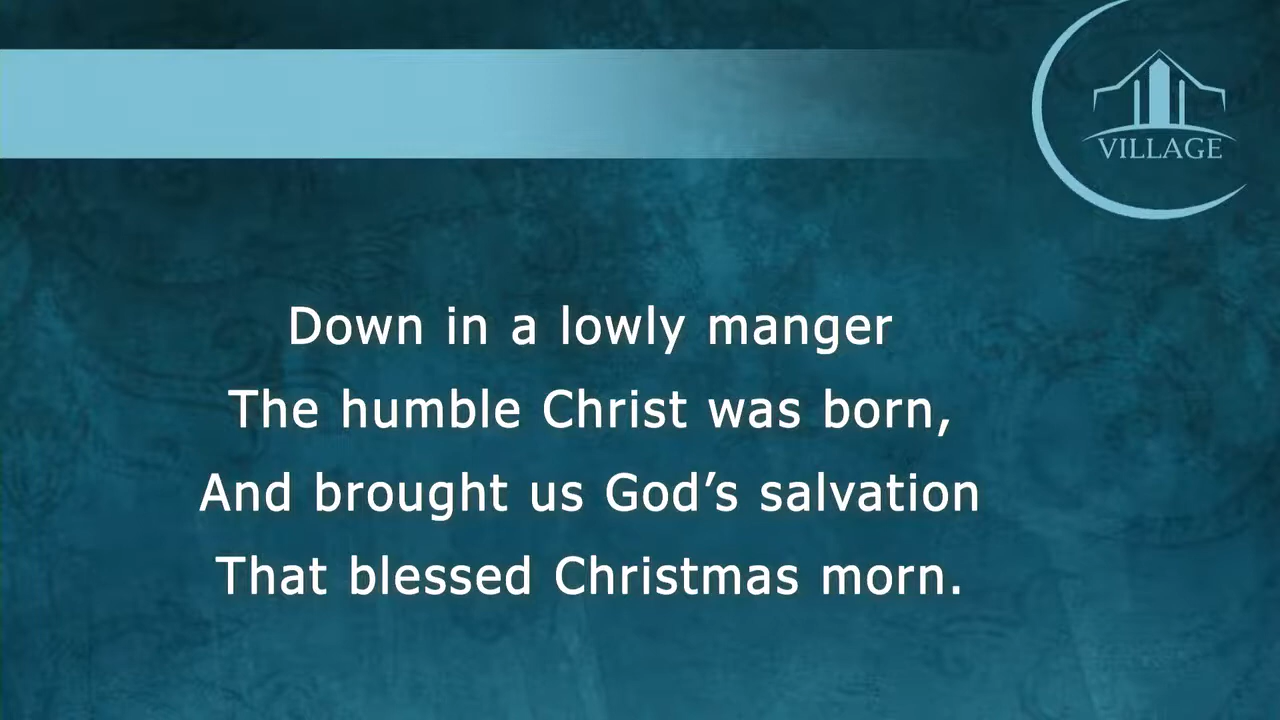 VILLAGE
Down in a lowly manger
The humble Christ was born,
And brought us God’s salvation
That blessed Christmas morn.